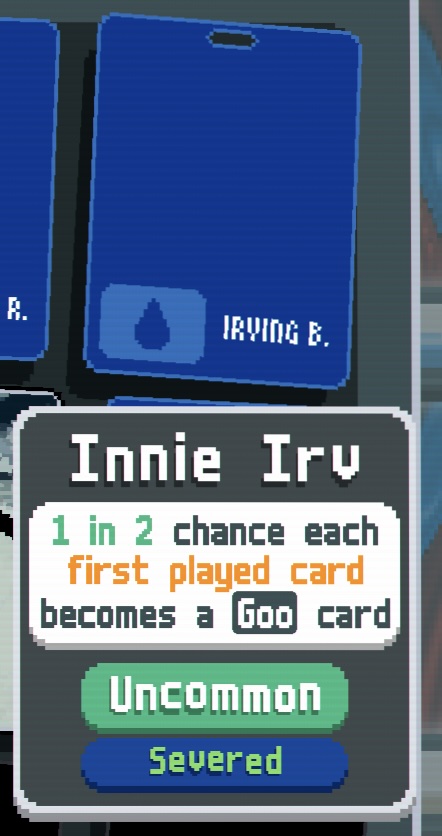 R.
IRVING B.
Innie Irv
1 in 2 chance each
first played card
becomes a Goo card
Uncommon
Severed